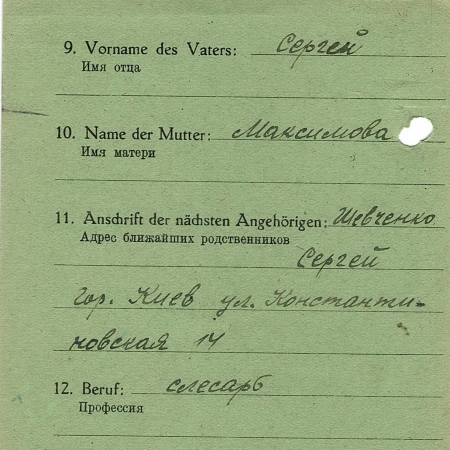 9. Vorname des Vaters: Сергей
Имя отца
10. Name der Mutter: Максимова
Имя матери
11. Anschrift der nächsten Angehörigen: Шевченко
Адрес ближайших родственников
Сергей
гор. Киев ул. Константи-
новская 14
12. Beruf: слесарь
Профессия